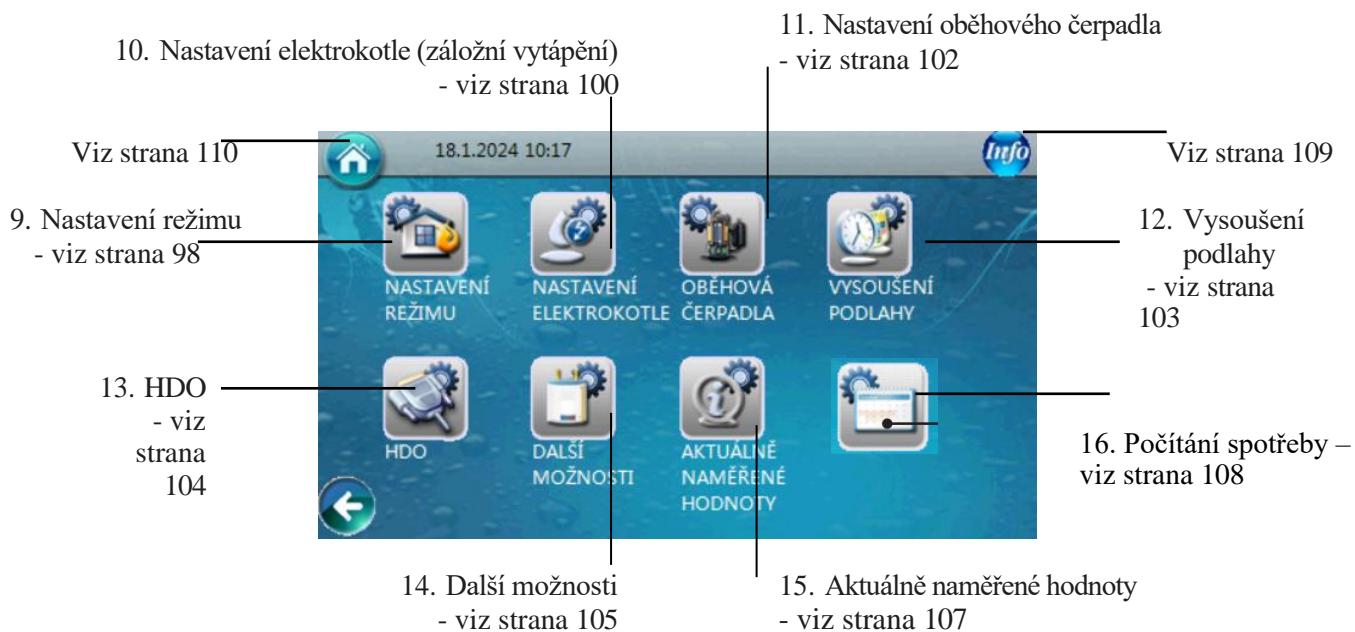 11. Nastavení oběhového čerpadla
- viz strana 102
10. Nastavení elektrokotle (záložní vytápění)
- viz strana 100
Viz strana 110
18.1.2024 10:17
Info
Viz strana 109
9. Nastavení režimu
- viz strana 98
12. Vysoušení
podlahy
- viz strana
103
NASTAVENÍ
REŽIMU
NASTAVENÍ
ELEKTROKOTLE
OBĚHOVÁ
ČERPADLA
VYSOUŠENÍ
PODLAHY
13. HDO
- viz
strana
104
HDO
DALŠÍ
MOŽNOSTI
AKTUÁLNĚ
NAMĚŘENÉ
HODNOTY
16. Počítání spotřeby –
viz strana 108
14. Další možnosti
- viz strana 105
15. Aktuálně naměřené hodnoty
- viz strana 107